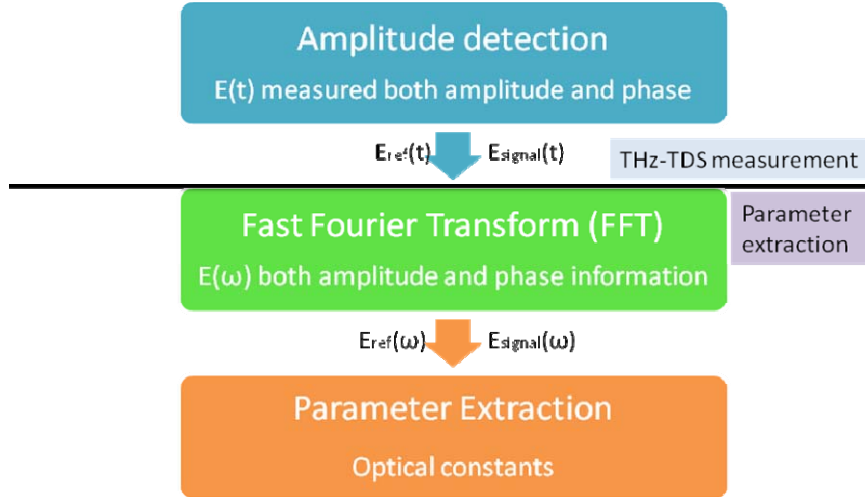 Amplitude detection
E(t) measured both amplitude and phase
Eref(t) Esignal(t)
THz-TDS measurement
Fast Fourier Transform (FFT)
E(ω) both amplitude and phase information
Parameter
extraction
Eref(ω) Esignal(ω)
Parameter Extraction
Optical constants